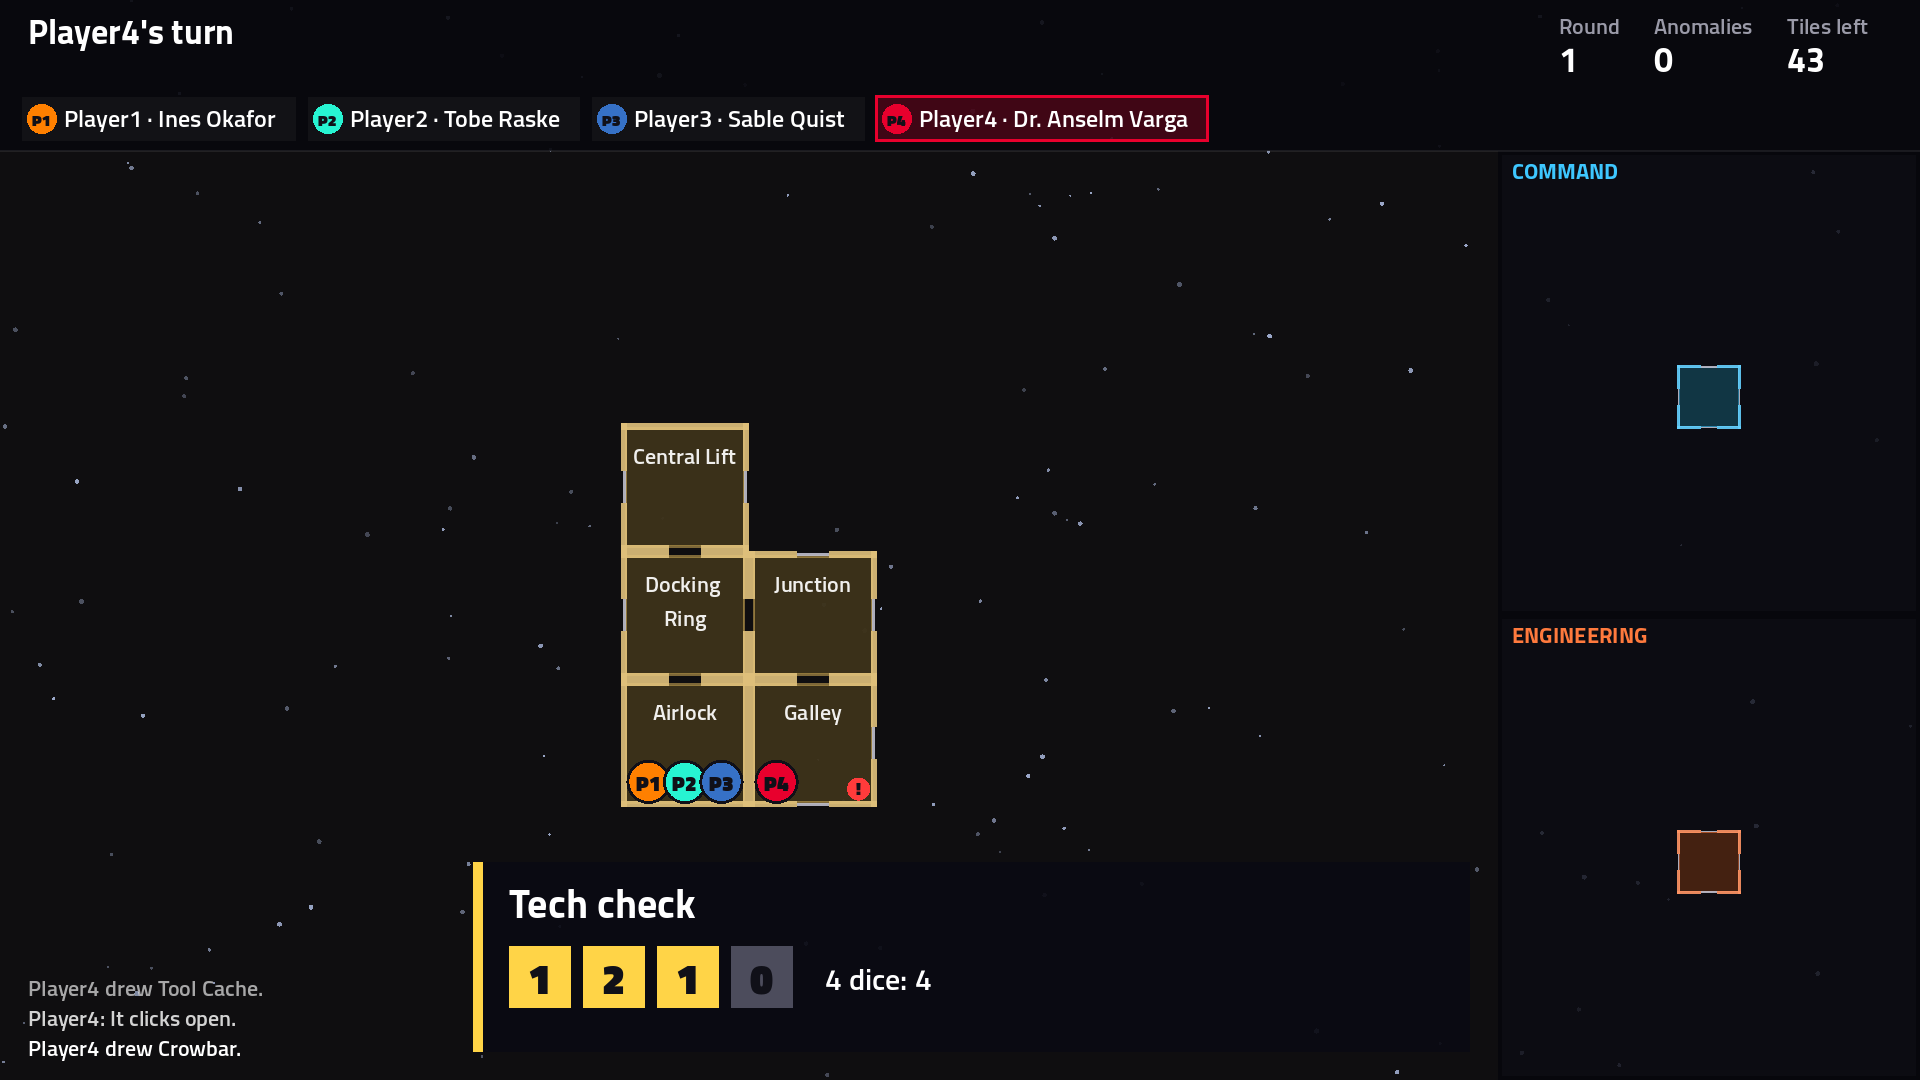 Player4's turn
Round
1
Anomalies
0
Tiles left
43
P1 Player1 · Ines Okafor
P2 Player2 · Tobe Raske
P3 Player3 · Sable Quist
P4 Player4 · Dr. Anselm Varga
COMMAND
Central Lift
Docking
Ring
Junction
Airlock
Galley
P1 P2 P3 P4 !
ENGINEERING
Tech check
1 2 1 0 4 dice: 4
Player4 drew Tool Cache.
Player4: It clicks open.
Player4 drew Crowbar.